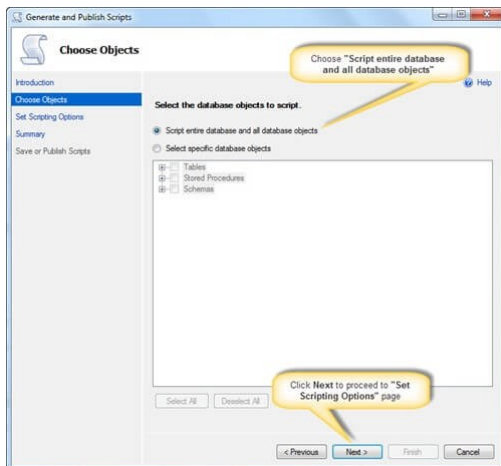 Generate and Publish Scripts
Choose Objects
Choose "Script entire database
and all database objects"
Help
Introduction
Choose Objects
Set Scripting Options
Summary
Save or Publish Scripts
Select the database objects to script.
Script entire database and all database objects
Select specific database objects
Tables
Stored Procedures
Schemas
Click Next to proceed to "Set
Scripting Options" page
Select All
Deselect All
< Previous
Next >
Finish
Cancel